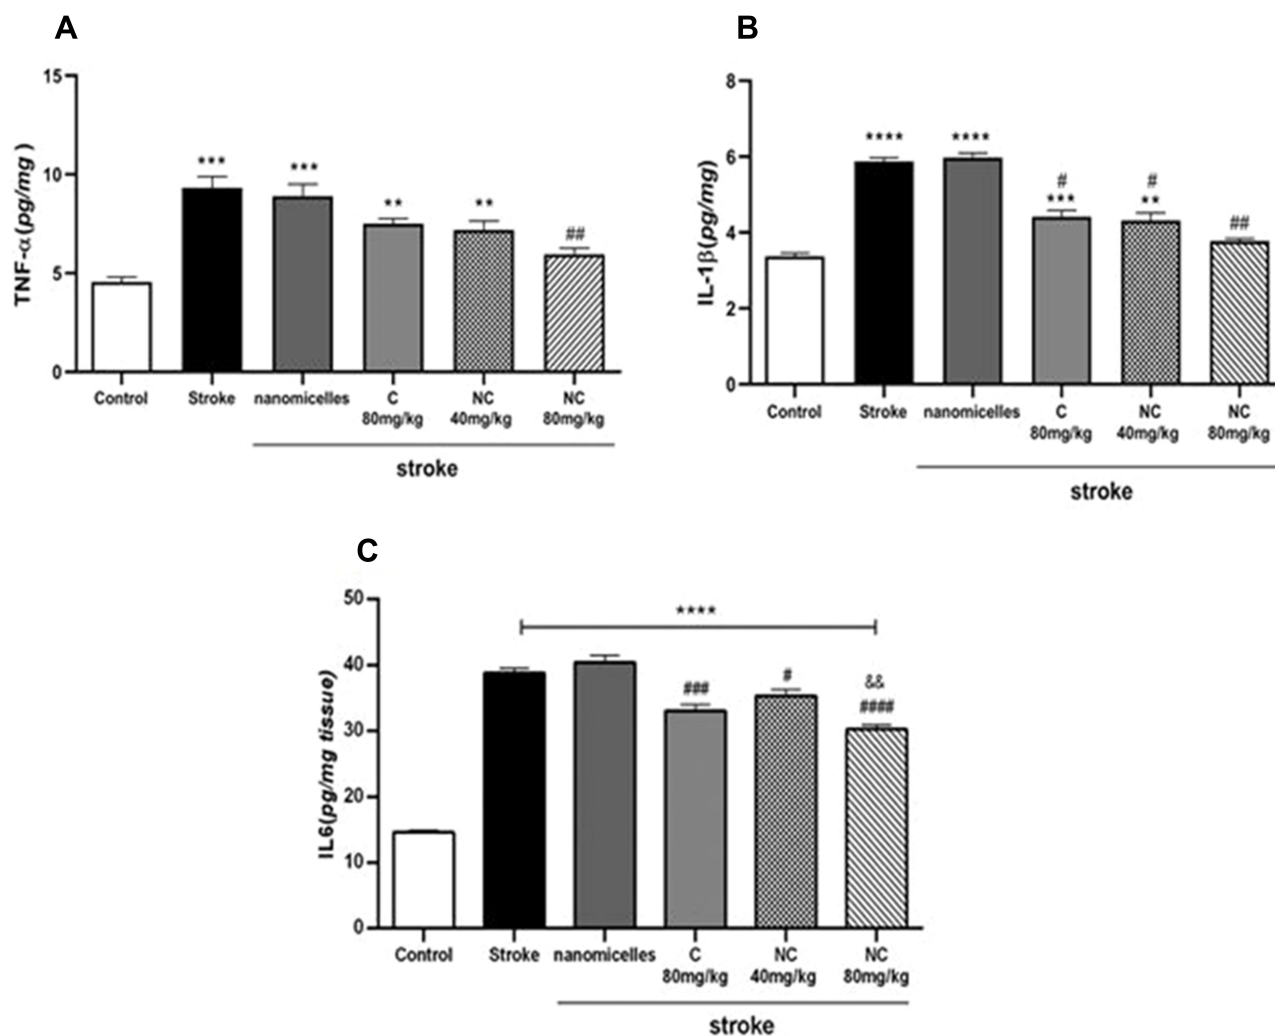 A
TNF-α(pg/mg )
15
10
5
0
***
***
**
**
##
Control
Stroke
nanomicelles
C
80mg/kg
NC
40mg/kg
NC
80mg/kg
stroke
B
IL-1β(pg/mg)
8
6
4
2
0
****
****
#
***
#
**
##
Control
Stroke
nanomicelles
C
80mg/kg
NC
40mg/kg
NC
80mg/kg
stroke
C
IL6(pg/mg tissue)
50
40
30
20
10
0
****
###
#
&&
####
Control
Stroke
nanomicelles
C
80mg/kg
NC
40mg/kg
NC
80mg/kg
stroke